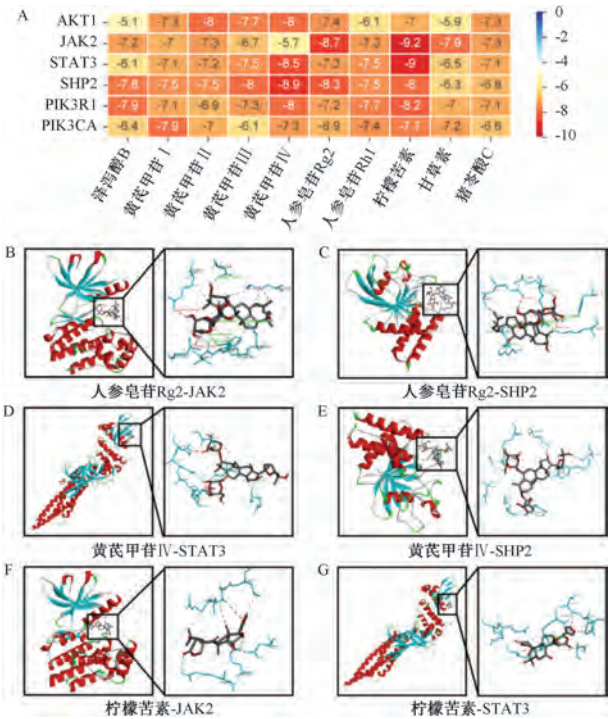 A
AKT1 -5.1 -7.3 -8 -7.7 -8 -7.4 -6.1 -7 -5.9 -7.3
JAK2 -7.2 -7 -7.3 -6.7 -5.7 -8.7 -7.3 -9.2 -7.9 -7.3
STAT3 -6.1 -7.1 -7.2 -7.5 -8.5 -7.3 -7.5 -9 -6.5 -7.1
SHP2 -7.8 -7.5 -7.5 -8 -8.9 -8.3 -7.5 -8 -6.3 -6.8
PIK3R1 -7.9 -7.1 -6.9 -7.3 -8 -7.2 -7.7 -8.2 -7 -7.1
PIK3CA -6.4 -7.9 -7 -6.1 -7.3 -6.9 -7.4 -7.7 -7.2 -6.6
0
-2
-4
-6
-8
-10
泽泻醇B
黄芪甲苷Ⅰ
黄芪甲苷Ⅱ
黄芪甲苷Ⅲ
黄芪甲苷Ⅳ
人参皂苷Rg2
人参皂苷Rh1
柠檬苦素
甘草素
猪苓酸C
B
人参皂苷Rg2-JAK2
C
人参皂苷Rg2-SHP2
D
黄芪甲苷Ⅳ-STAT3
E
黄芪甲苷Ⅳ-SHP2
F
柠檬苦素-JAK2
G
柠檬苦素-STAT3